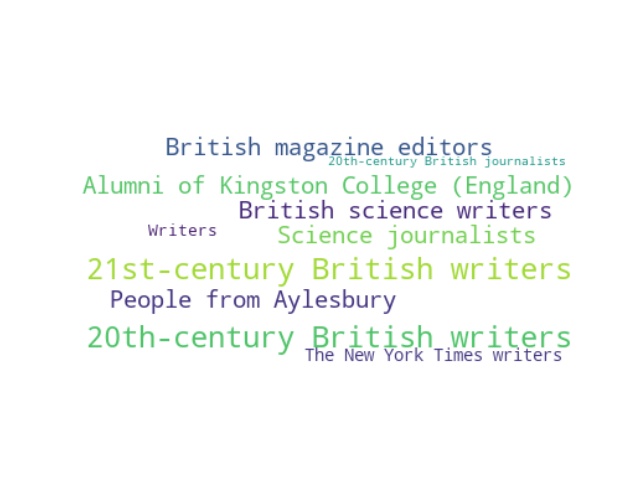 British magazine editors
20th-century British journalists
Alumni of Kingston College (England)
British science writers
Writers
Science journalists
21st-century British writers
People from Aylesbury
20th-century British writers
The New York Times writers